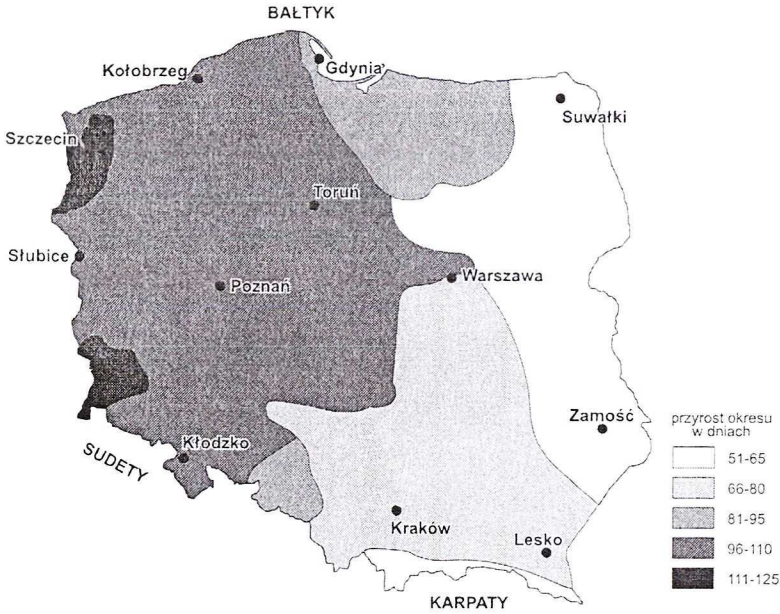 BAŁTYK
Kołobrzeg
Gdynia
Suwałki
Szczecin
Toruń
Słubice
Poznań
Warszawa
Zamość
Kłodzko
SUDETY
Kraków
Lesko
KARPATY
przyrost okresu
w dniach
51-65
66-80
81-95
96-110
111-125